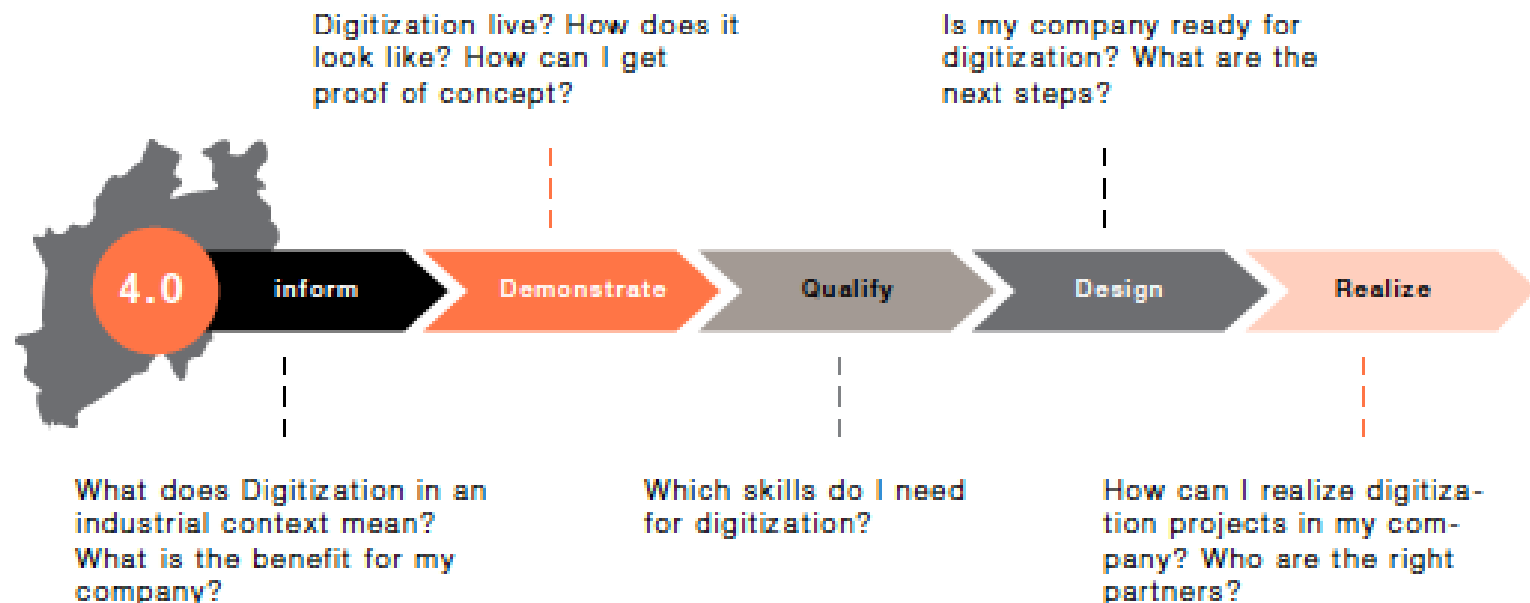 Digitization live? How does it
look like? How can I get
proof of concept?
Is my company ready for
digitization? What are the
next steps?
4.0
inform
Demonstrate
Qualify
Design
Realize
What does Digitization in an
industrial context mean?
What is the benefit for my
company?
Which skills do I need
for digitization?
How can I realize digitiza-
tion projects in my com-
pany? Who are the right
partners?